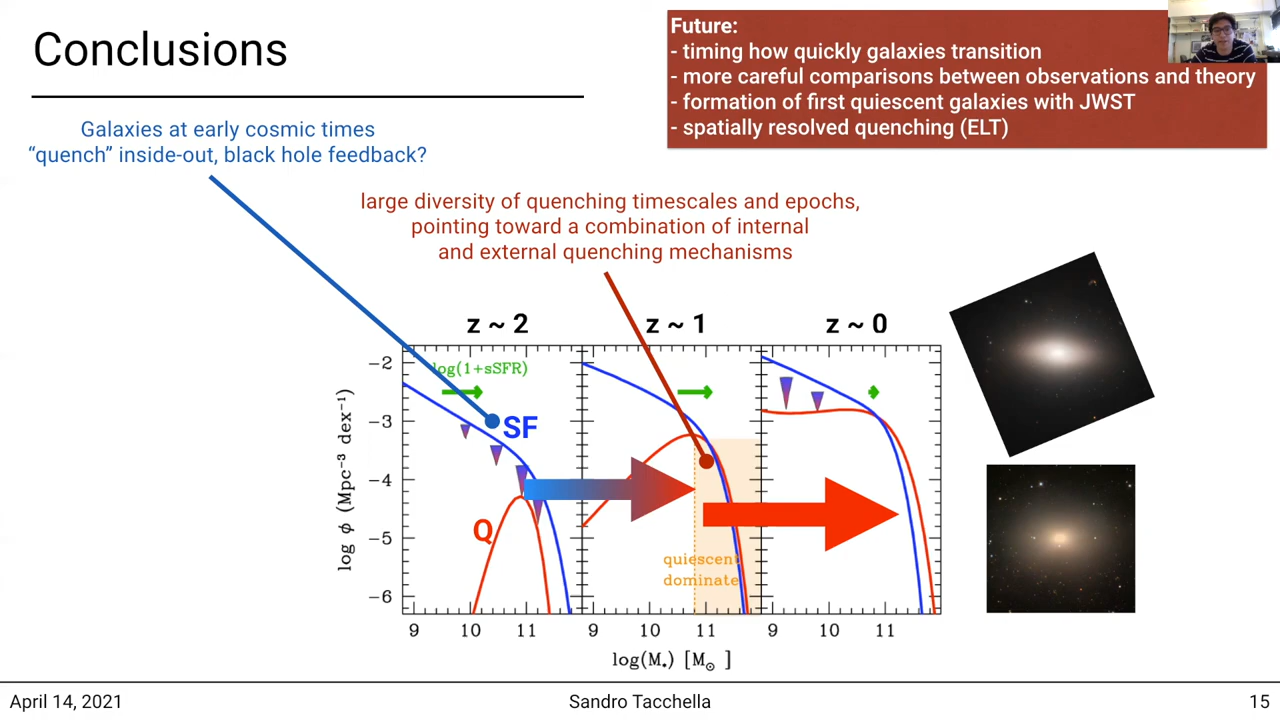 Conclusions
Future:
- timing how quickly galaxies transition
- more careful comparisons between observations and theory
- formation of first quiescent galaxies with JWST
- spatially resolved quenching (ELT)
Galaxies at early cosmic times
“quench” inside-out, black hole feedback?
large diversity of quenching timescales and epochs,
pointing toward a combination of internal
and external quenching mechanisms
z ~ 2
z ~ 1
z ~ 0
log(1+sSFR)
SF
Q
quiescent
dominate
log ϕ (Mpc⁻³ dex⁻¹)
-2
-3
-4
-5
-6
9 10 11 9 10 11 9 10 11
log(M⋆) [M⊙]
April 14, 2021 Sandro Tacchella 15